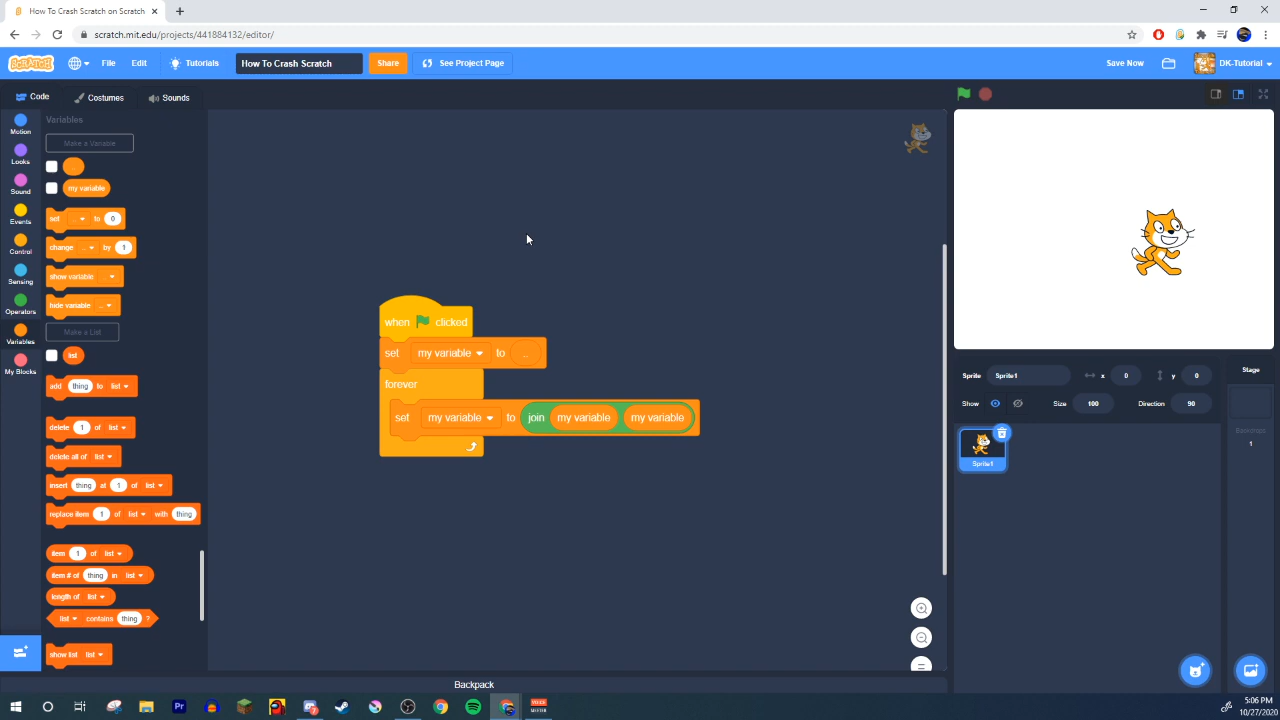 How To Crash Scratch on Scratch
scratch.mit.edu/projects/441884132/editor/
SCRATCH
File
Edit
Tutorials
How To Crash Scratch
Share
See Project Page
Save Now
DK-Tutorial
Code
Costumes
Sounds
Motion
Looks
Sound
Events
Control
Sensing
Operators
Variables
My Blocks
Variables
Make a Variable
my variable
set .. to 0
change .. by 1
show variable ..
hide variable ..
Make a List
list
add thing to list
delete 1 of list
delete all of list
insert thing at 1 of list
replace item 1 of list with thing
item 1 of list
item # of thing in list
length of list
list contains thing ?
show list list
when clicked
set my variable to ..
forever
set my variable to join my variable my variable
Backpack
Sprite Sprite1 x 0 y 0
Show Size 100 Direction 90
Sprite1
Stage
Backdrops
1
Pr
VOICEMEETER
5:06 PM
10/27/2020